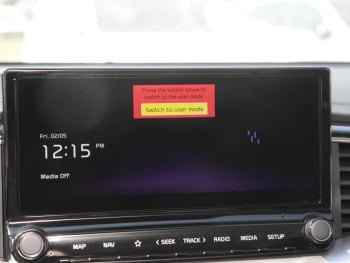 Press the button below to
switch to the user mode.
Switch to user mode
Fri, 02/05
12:15 PM
Media Off
MAP NAV ☆ < SEEK TRACK > RADIO MEDIA SETUP